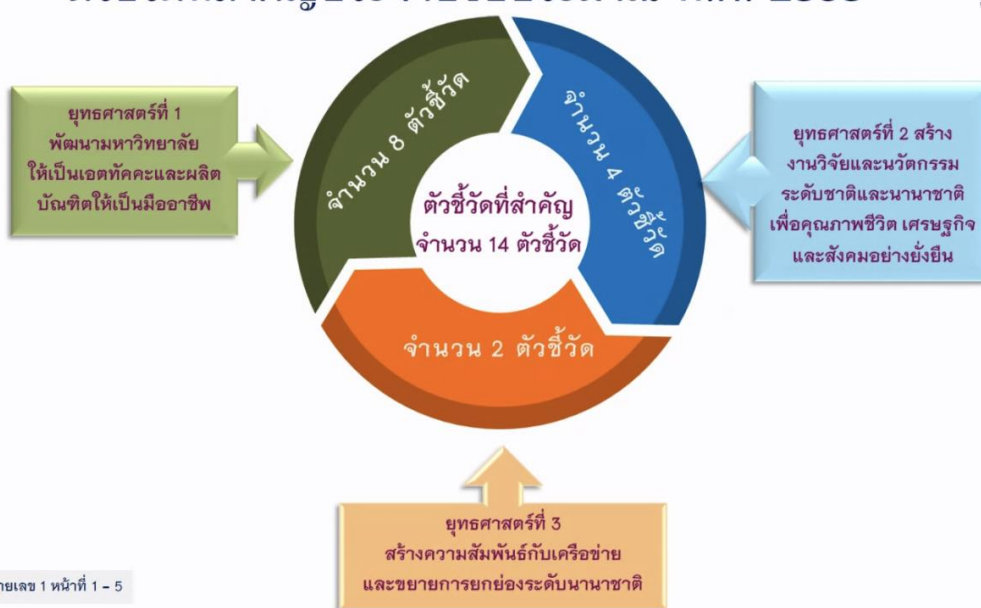 ยุทธศาสตร์ที่ 1
พัฒนามหาวิทยาลัย
ให้เป็นเอตทัคคะและผลิต
บัณฑิตให้เป็นมืออาชีพ
จำนวน 8 ตัวชี้วัด
จำนวน 4 ตัวชี้วัด
ตัวชี้วัดที่สำคัญ
จำนวน 14 ตัวชี้วัด
จำนวน 2 ตัวชี้วัด
ยุทธศาสตร์ที่ 2 สร้าง
งานวิจัยและนวัตกรรม
ระดับชาติและนานาชาติ
เพื่อคุณภาพชีวิต เศรษฐกิจ
และสังคมอย่างยั่งยืน
ยุทธศาสตร์ที่ 3
สร้างความสัมพันธ์กับเครือข่าย
และขยายการยกย่องระดับนานาชาติ
ายเลข 1 หน้าที่ 1 – 5